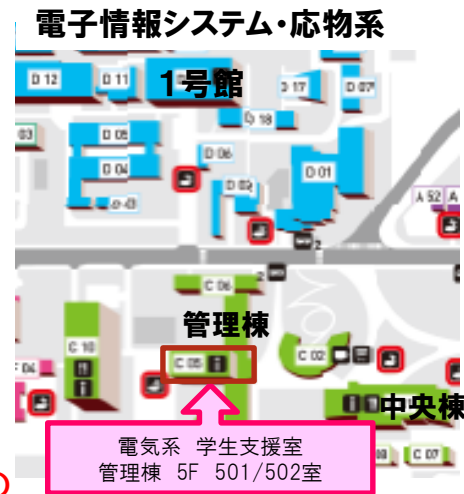 電子情報システム・応物系
D 12
D 11
1号館
D 17
D 07
D 18
03
D 05
D 06
D 04
D 01
A 52
A
2
C 06
2
管理棟
C 10
C 05
C 02
中央棟
電気系 学生支援室
管理棟 5F 501/502室
C 07